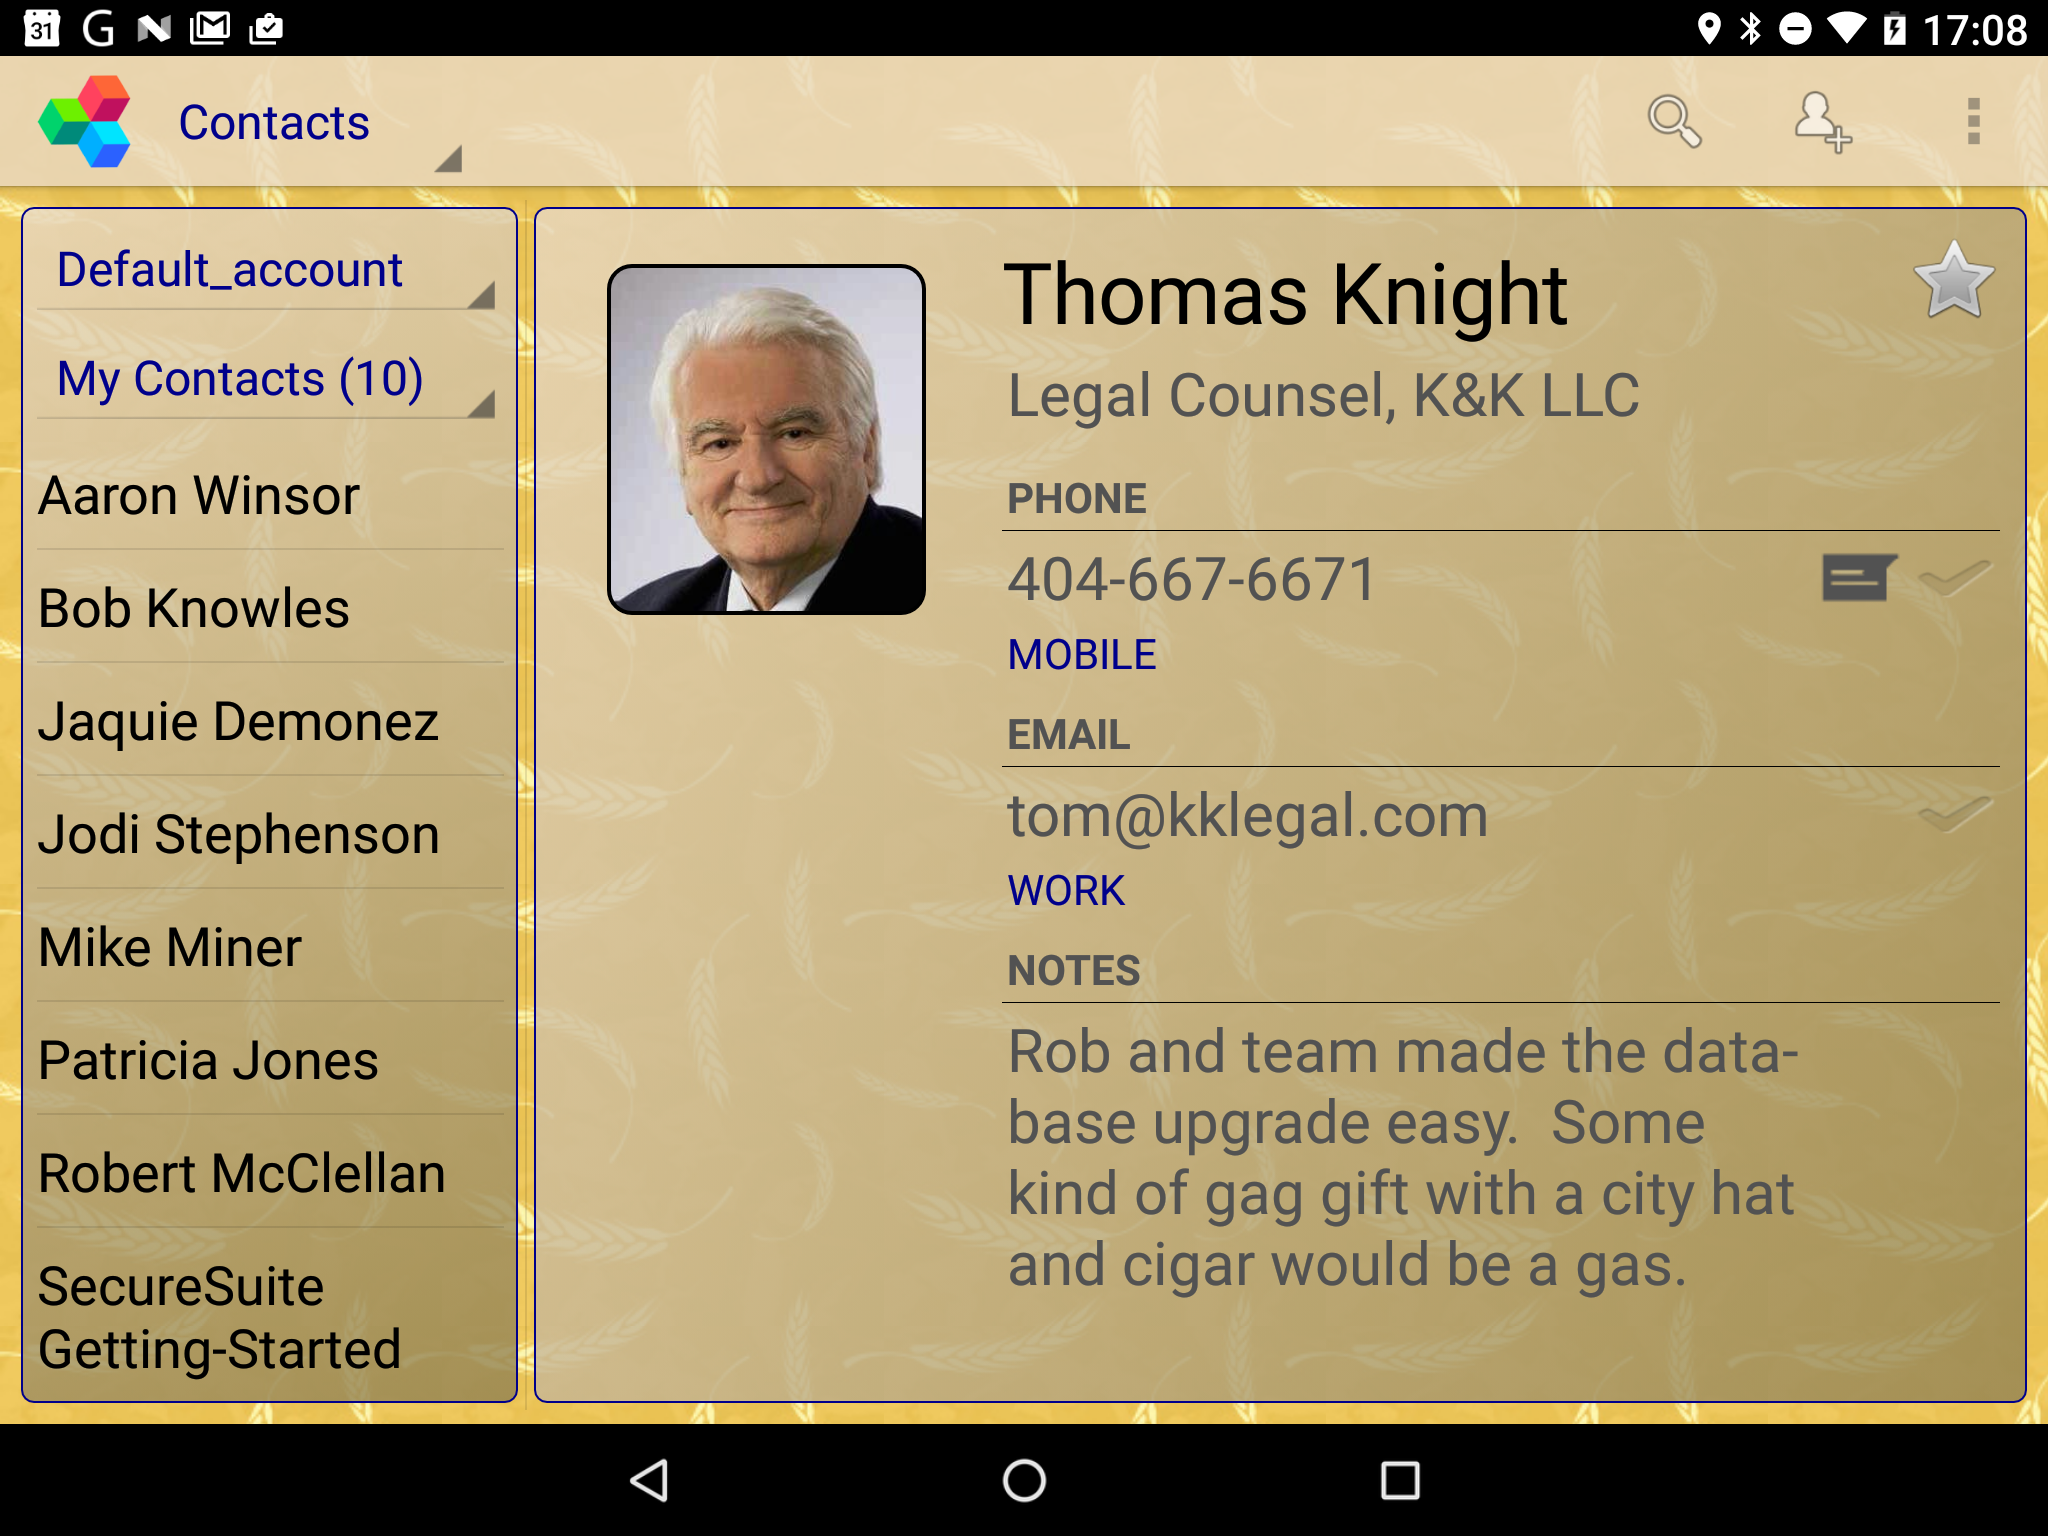 31 G 17:08
Contacts
Default_account
My Contacts (10)
Aaron Winsor
Bob Knowles
Jaquie Demonez
Jodi Stephenson
Mike Miner
Patricia Jones
Robert McClellan
SecureSuite
Getting-Started
Thomas Knight
Legal Counsel, K&K LLC
PHONE
404-667-6671
MOBILE
EMAIL
tom@kklegal.com
WORK
NOTES
Rob and team made the data-
base upgrade easy.  Some
kind of gag gift with a city hat
and cigar would be a gas.